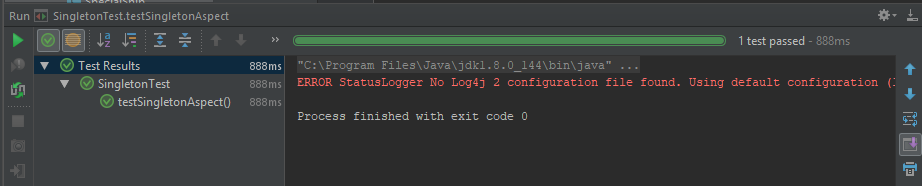 Run SingletonTest.testSingletonAspect
1 test passed - 888ms
Test Results 888ms
SingletonTest 888ms
testSingletonAspect() 888ms
"C:\Program Files\Java\jdk1.8.0_144\bin\java" ...
ERROR StatusLogger No Log4j 2 configuration file found. Using default configuration
Process finished with exit code 0